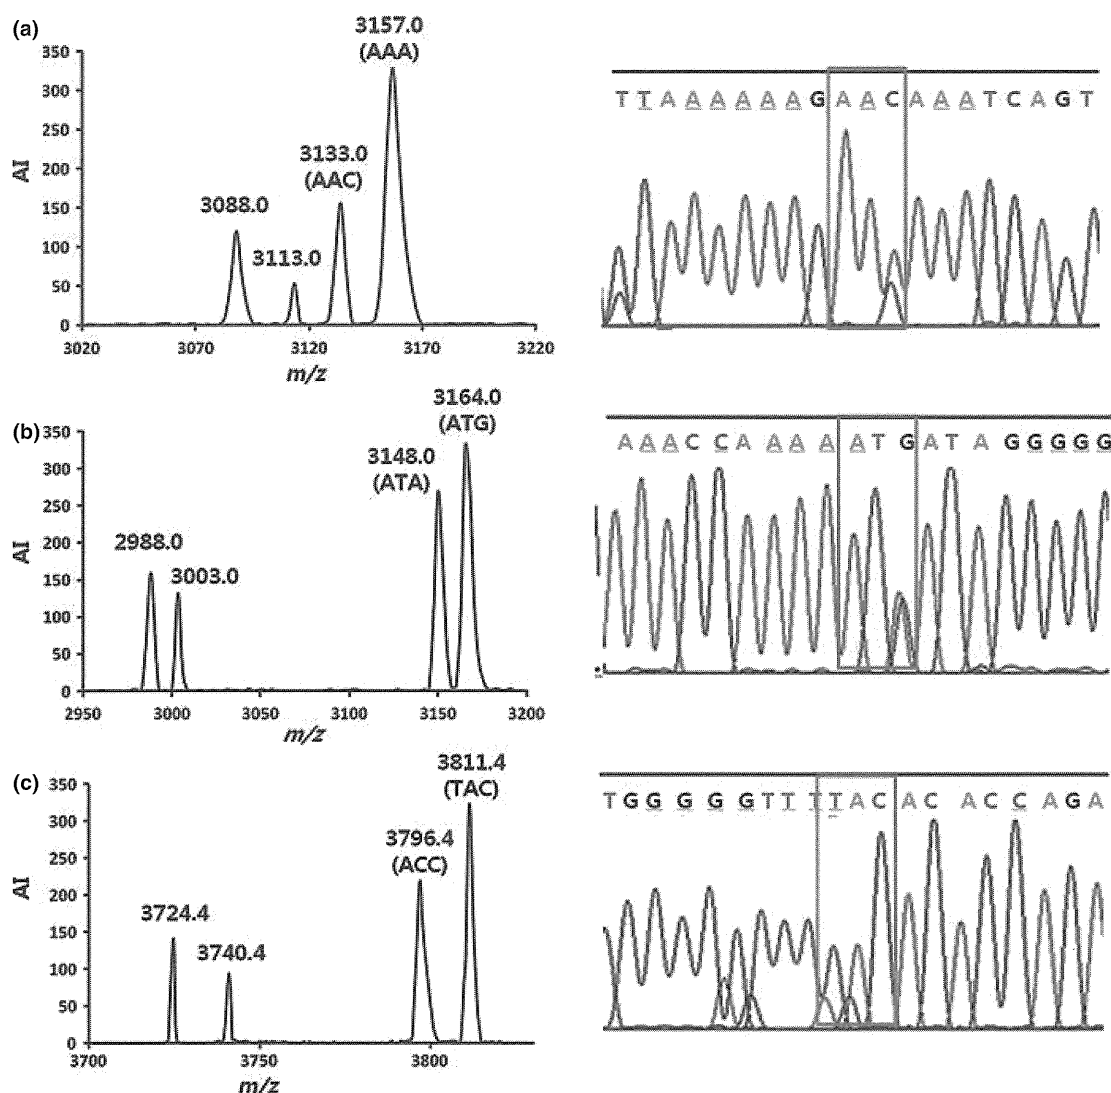 (a)
3157.0
(AAA)
350
300
250
200
150
100
50
0
AI
3133.0
(AAC)
3088.0
3113.0
3020 3070 3120 3170 3220
m/z
TTAAAAAAGAACAAATCAGT
(b)
3164.0
(ATG)
350
300
250
200
150
100
50
0
AI
3148.0
(ATA)
2988.0
3003.0
2950 3000 3050 3100 3150 3200
m/z
AAACCAAAAATGATAGGGGG
(c)
3811.4
(TAC)
350
300
250
200
150
100
50
0
AI
3796.4
(ACC)
3724.4
3740.4
3700 3750 3800
m/z
TGGGGGTTTTACACACCAGA